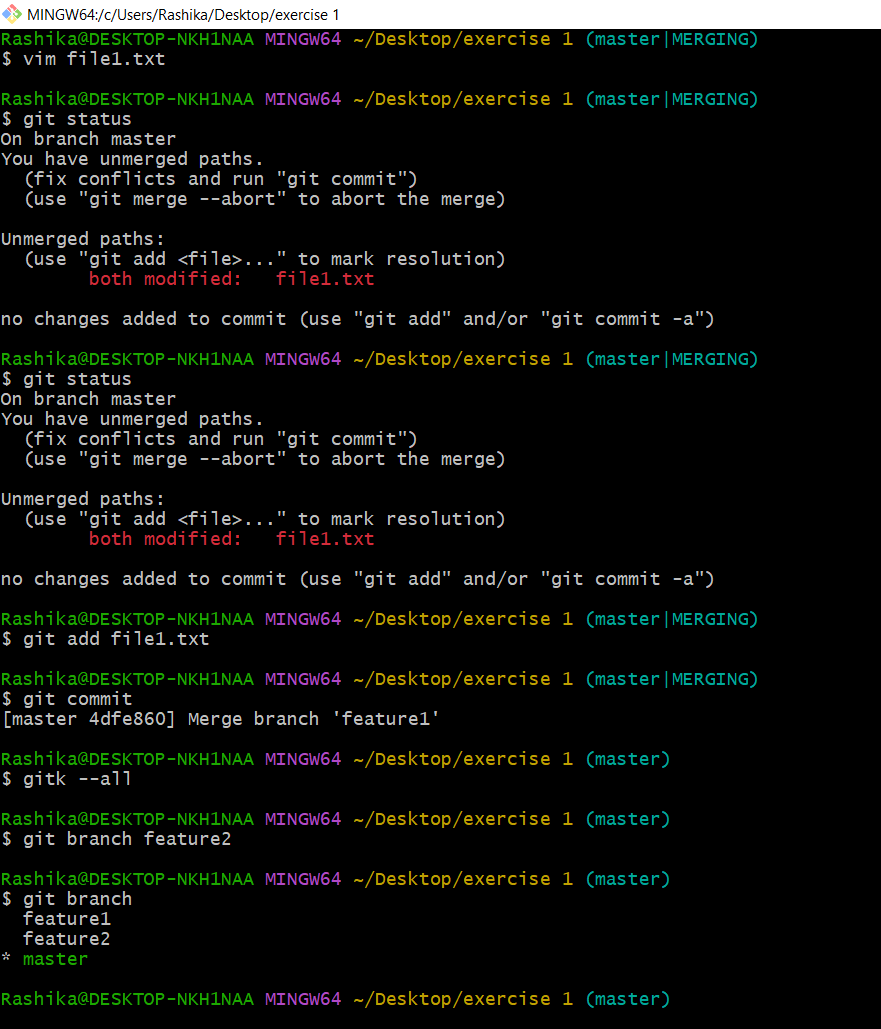 MINGW64:/c/Users/Rashika/Desktop/exercise 1
Rashika@DESKTOP-NKH1NAA MINGW64 ~/Desktop/exercise 1 (master|MERGING)
$ vim file1.txt
Rashika@DESKTOP-NKH1NAA MINGW64 ~/Desktop/exercise 1 (master|MERGING)
$ git status
On branch master
You have unmerged paths.
  (fix conflicts and run "git commit")
  (use "git merge --abort" to abort the merge)
Unmerged paths:
  (use "git add <file>..." to mark resolution)
        both modified:   file1.txt
no changes added to commit (use "git add" and/or "git commit -a")
Rashika@DESKTOP-NKH1NAA MINGW64 ~/Desktop/exercise 1 (master|MERGING)
$ git status
On branch master
You have unmerged paths.
  (fix conflicts and run "git commit")
  (use "git merge --abort" to abort the merge)
Unmerged paths:
  (use "git add <file>..." to mark resolution)
        both modified:   file1.txt
no changes added to commit (use "git add" and/or "git commit -a")
Rashika@DESKTOP-NKH1NAA MINGW64 ~/Desktop/exercise 1 (master|MERGING)
$ git add file1.txt
Rashika@DESKTOP-NKH1NAA MINGW64 ~/Desktop/exercise 1 (master|MERGING)
$ git commit
[master 4dfe860] Merge branch 'feature1'
Rashika@DESKTOP-NKH1NAA MINGW64 ~/Desktop/exercise 1 (master)
$ gitk --all
Rashika@DESKTOP-NKH1NAA MINGW64 ~/Desktop/exercise 1 (master)
$ git branch feature2
Rashika@DESKTOP-NKH1NAA MINGW64 ~/Desktop/exercise 1 (master)
$ git branch
  feature1
  feature2
* master
Rashika@DESKTOP-NKH1NAA MINGW64 ~/Desktop/exercise 1 (master)